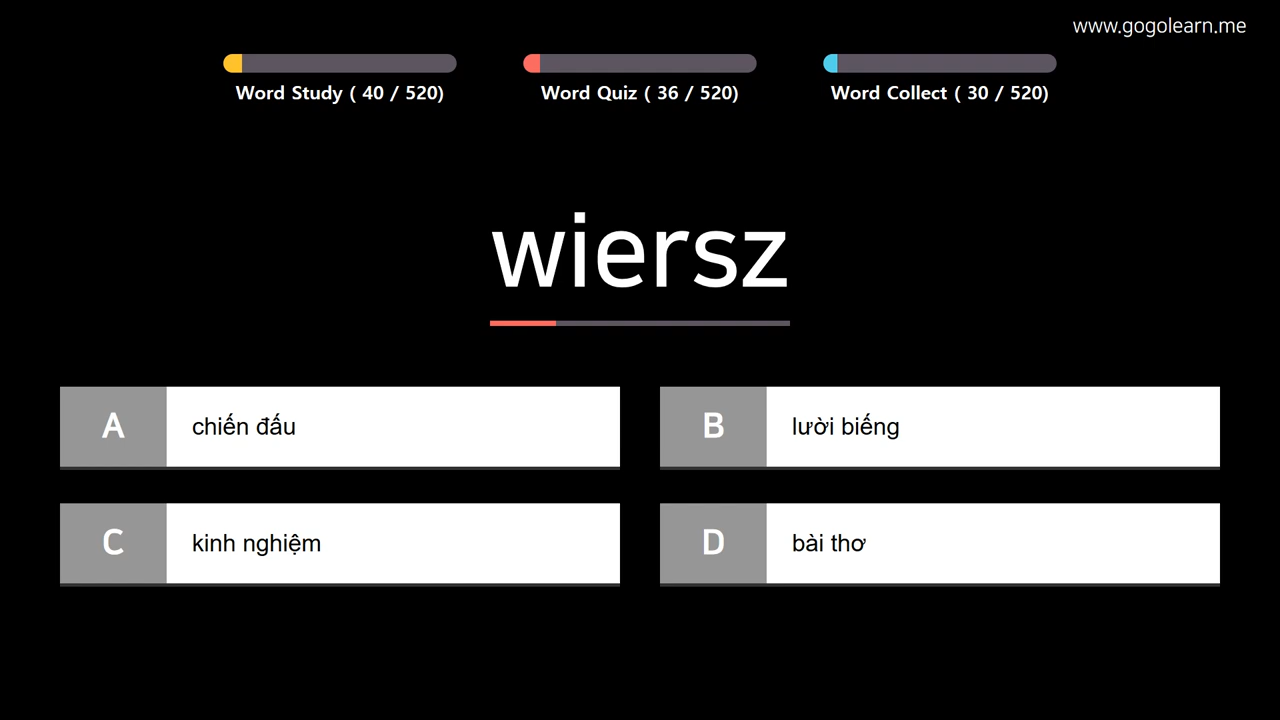 www.gogolearn.me
Word Study ( 40 / 520)
Word Quiz ( 36 / 520)
Word Collect ( 30 / 520)
wiersz
A chiến đấu
B lười biếng
C kinh nghiệm
D bài thơ